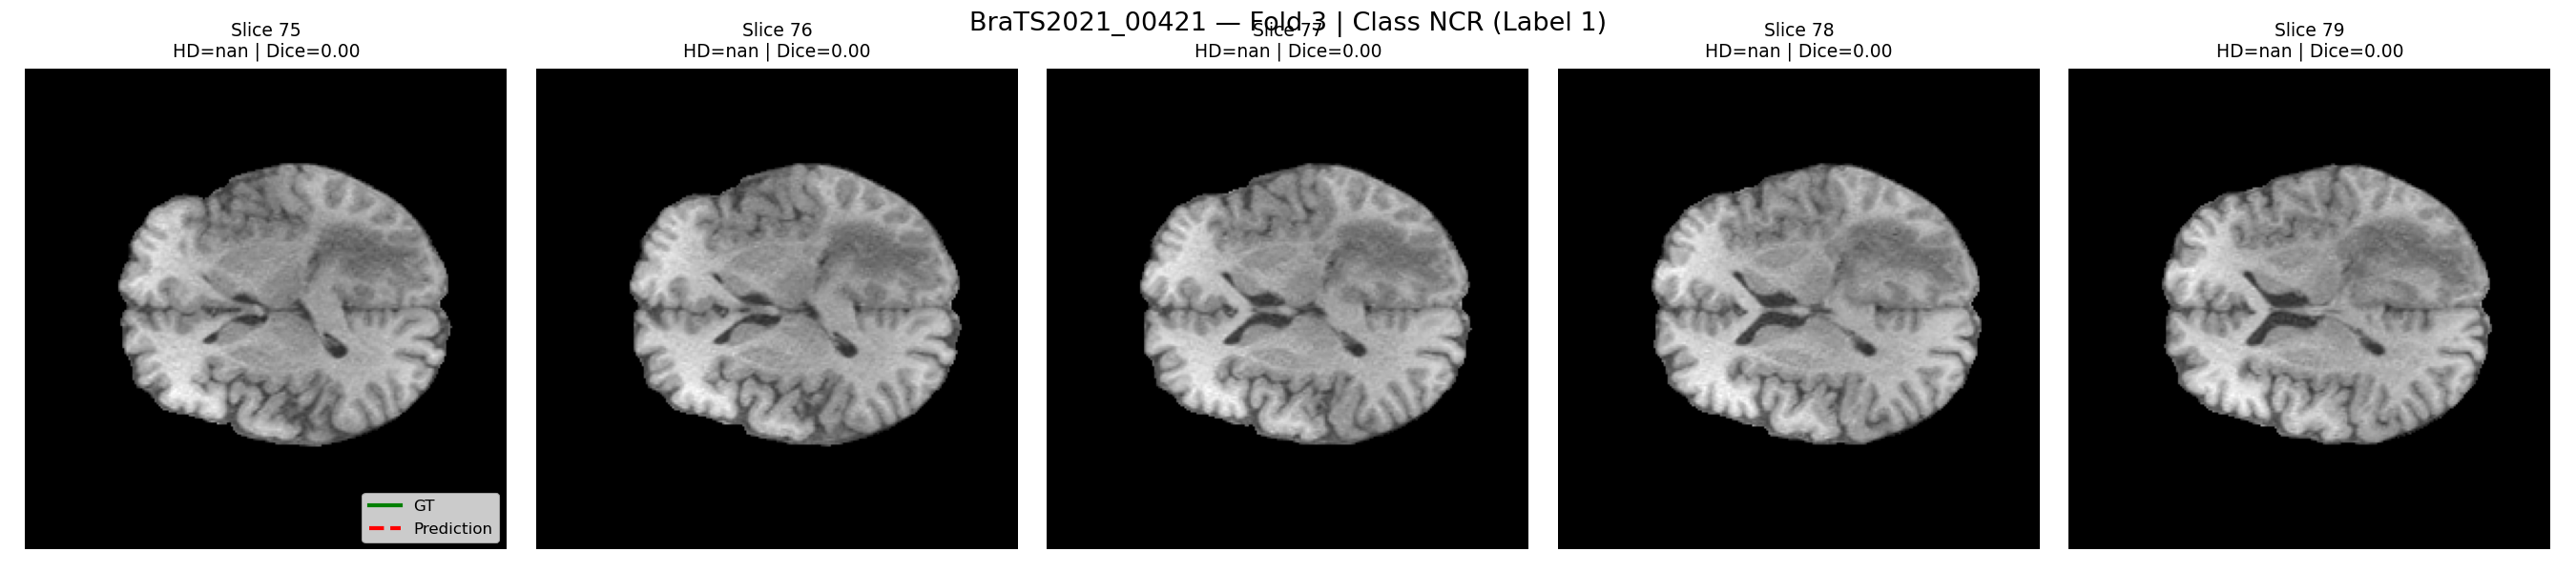 BraTS2021_00421 — Fold 3 | Class NCR (Label 1)
Slice 75
HD=nan | Dice=0.00
Slice 76
HD=nan | Dice=0.00
Slice 77
HD=nan | Dice=0.00
Slice 78
HD=nan | Dice=0.00
Slice 79
HD=nan | Dice=0.00
GT
Prediction